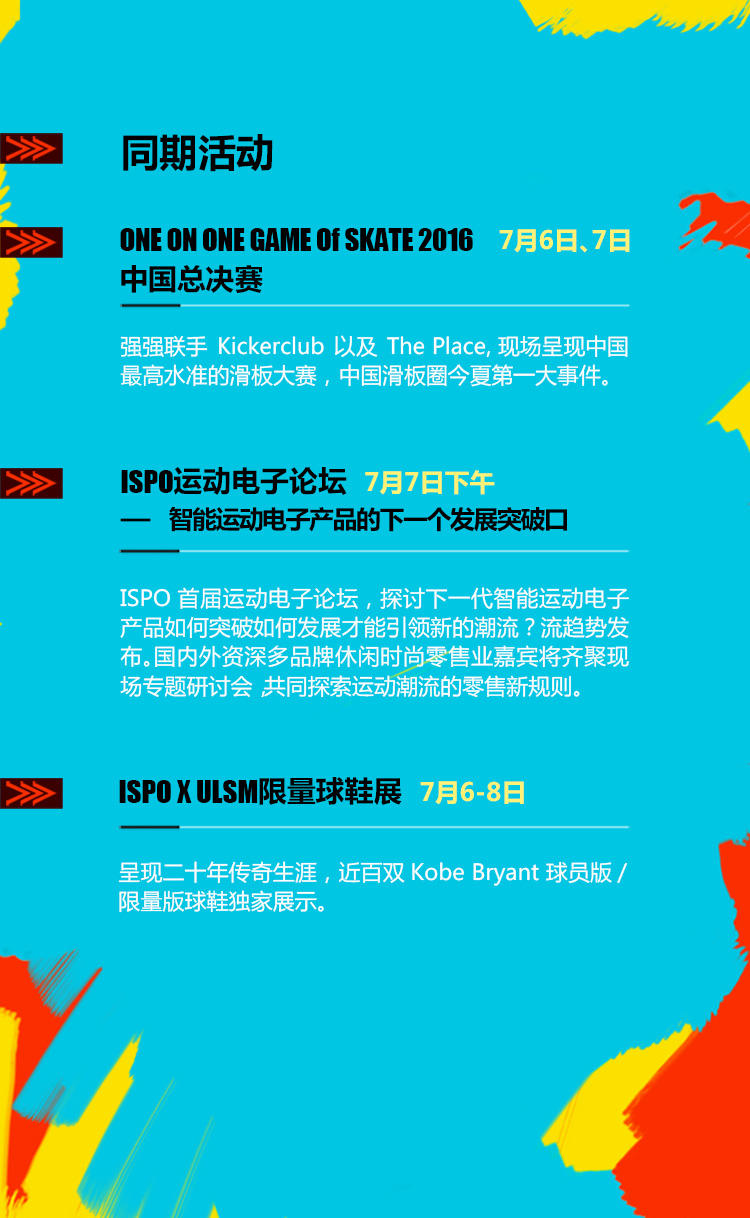 同期活动
ONE ON ONE GAME Of SKATE 2016 7月6日、7日
中国总决赛
强强联手 Kickerclub 以及 The Place, 现场呈现中国
最高水准的滑板大赛，中国滑板圈今夏第一大事件。
ISPO运动电子论坛 7月7日下午
— 智能运动电子产品的下一个发展突破口
ISPO 首届运动电子论坛，探讨下一代智能运动电子
产品如何突破如何发展才能引领新的潮流？流趋势发
布。国内外资深多品牌休闲时尚零售业嘉宾将齐聚现
场专题研讨会，共同探索运动潮流的零售新规则。
ISPO X ULSM限量球鞋展 7月6-8日
呈现二十年传奇生涯，近百双 Kobe Bryant 球员版 /
限量版球鞋独家展示。